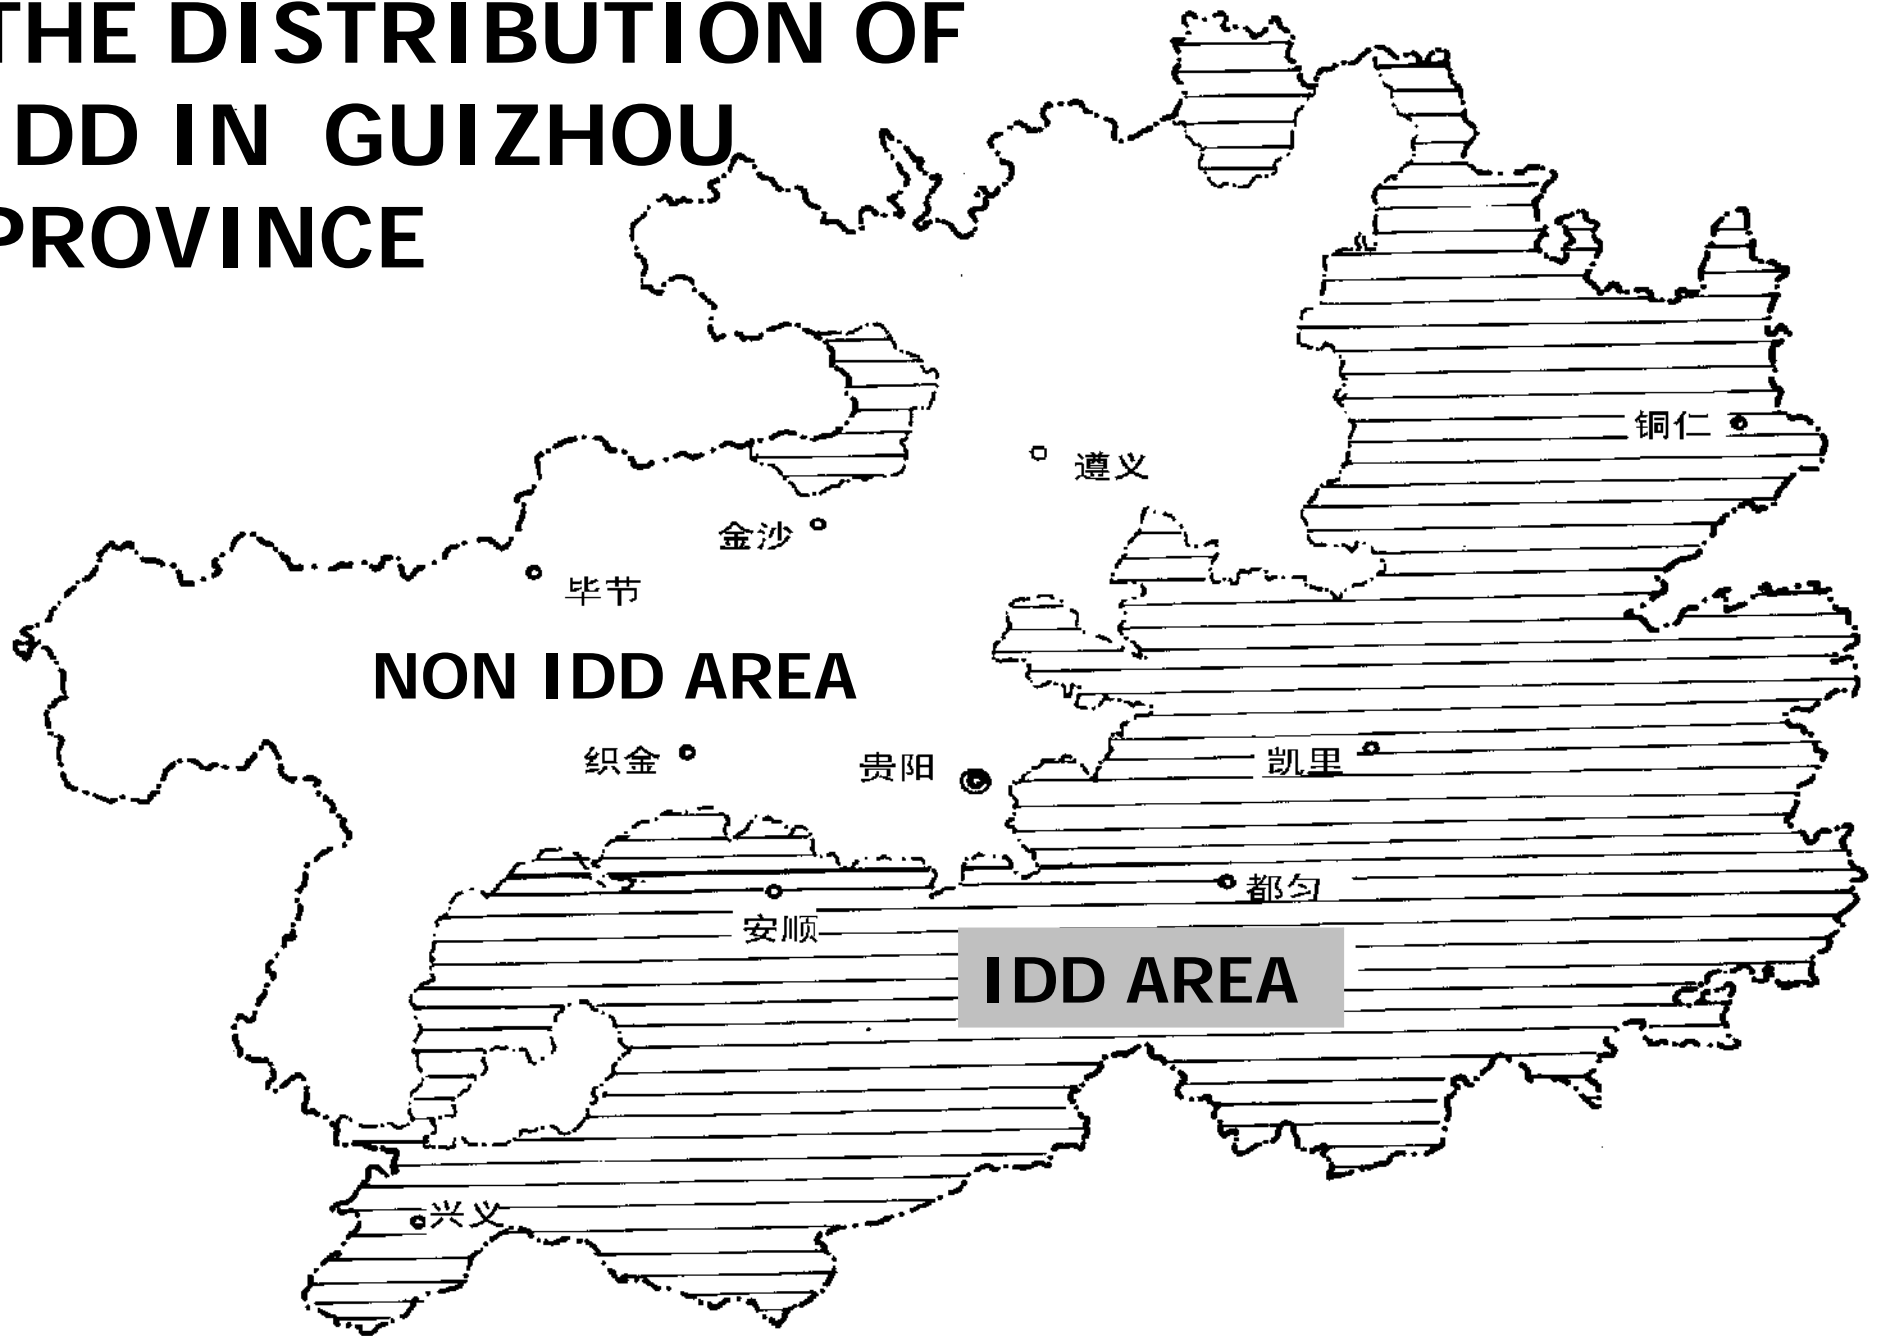 THE DISTRIBUTION OF
IDD IN GUIZHOU
PROVINCE
铜仁
遵义
金沙
毕节
NON IDD AREA
织金
贵阳
凯里
都匀
安顺
IDD AREA
兴义